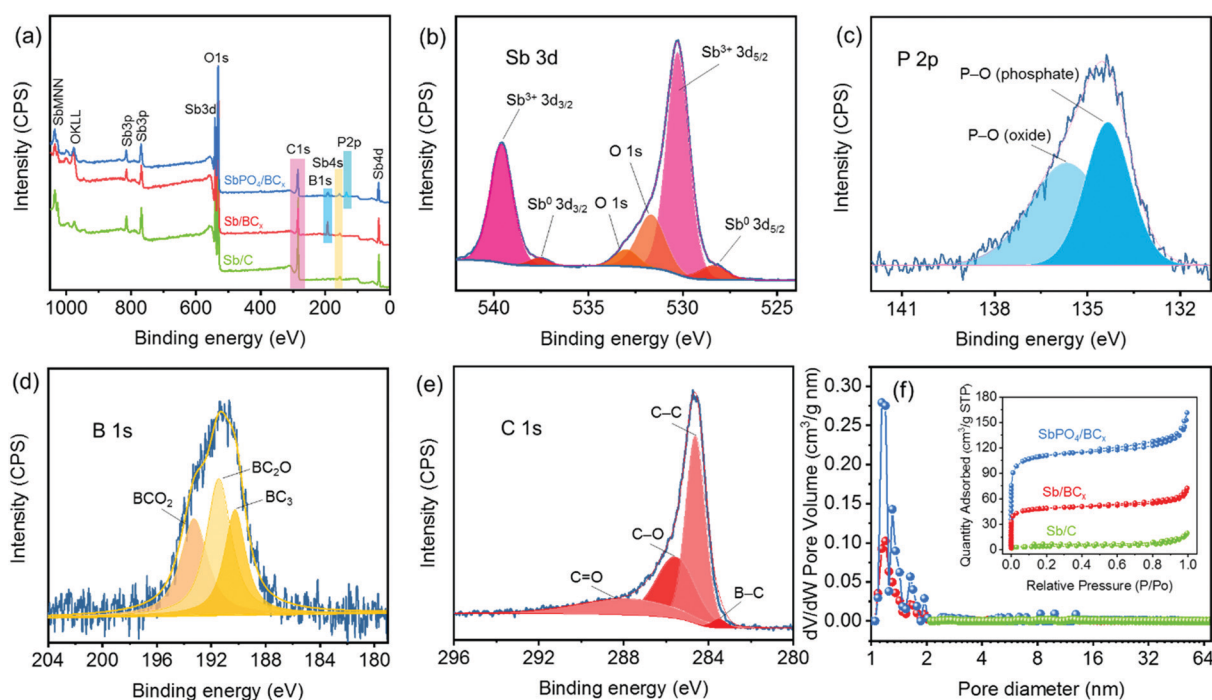 (a)
Intensity (CPS)
SbMNN
OKLL
Sb3p
Sb3p
Sb3d
O1s
C1s
B1s
Sb4s
P2p
Sb4d
SbPO₄/BCₓ
Sb/BCₓ
Sb/C
1000 800 600 400 200 0
Binding energy (eV)
(b)
Intensity (CPS)
Sb 3d
Sb³⁺ 3d₃/₂
Sb³⁺ 3d₅/₂
O 1s
O 1s
Sb⁰ 3d₃/₂
Sb⁰ 3d₅/₂
540 535 530 525
Binding energy (eV)
(c)
Intensity (CPS)
P 2p
P–O (phosphate)
P–O (oxide)
141 138 135 132
Binding energy (eV)
(d)
Intensity (CPS)
B 1s
BC₂O
BCO₂
BC₃
204 200 196 192 188 184 180
Binding energy (eV)
(e)
Intensity (CPS)
C 1s
C–C
C–O
C=O
B–C
296 292 288 284 280
Binding energy (eV)
(f)
dV/dW Pore Volume (cm³/g nm)
0.30
0.25
0.20
0.15
0.10
0.05
0.00
1 2 4 8 16 32 64
Pore diameter (nm)
Quantity Adsorbed (cm³/g STP)
180
150
120
90
60
30
0
SbPO₄/BCₓ
Sb/BCₓ
Sb/C
0.0 0.2 0.4 0.6 0.8 1.0
Relative Pressure (P/Po)